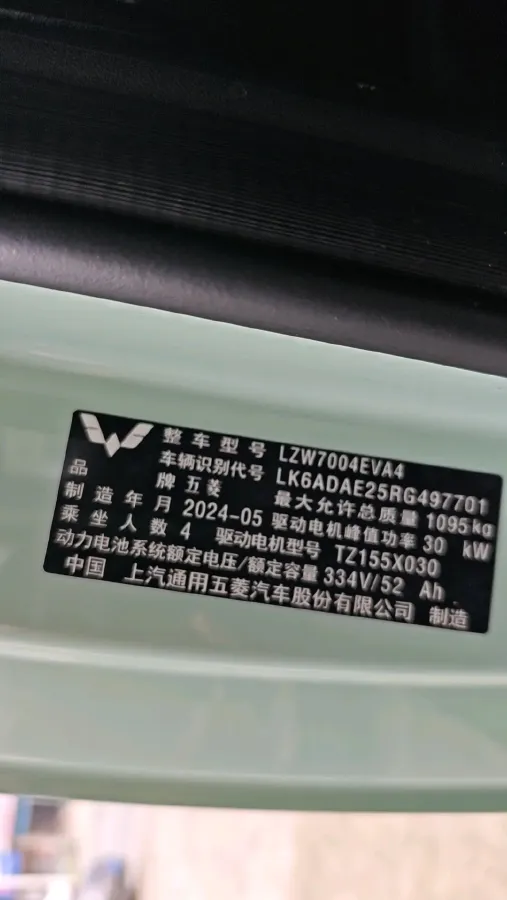 整车型号 LZW7004EVA4
车辆识别代号 LK6ADAE25RG497701
品牌 五菱 最大允许总质量 1095kg
制造年月 2024-05 驱动电机峰值功率 30 kW
乘坐人数 4 驱动电机型号 TZ155X030
动力电池系统额定电压/额定容量 334V/52 Ah
中国 上汽通用五菱汽车股份有限公司 制造